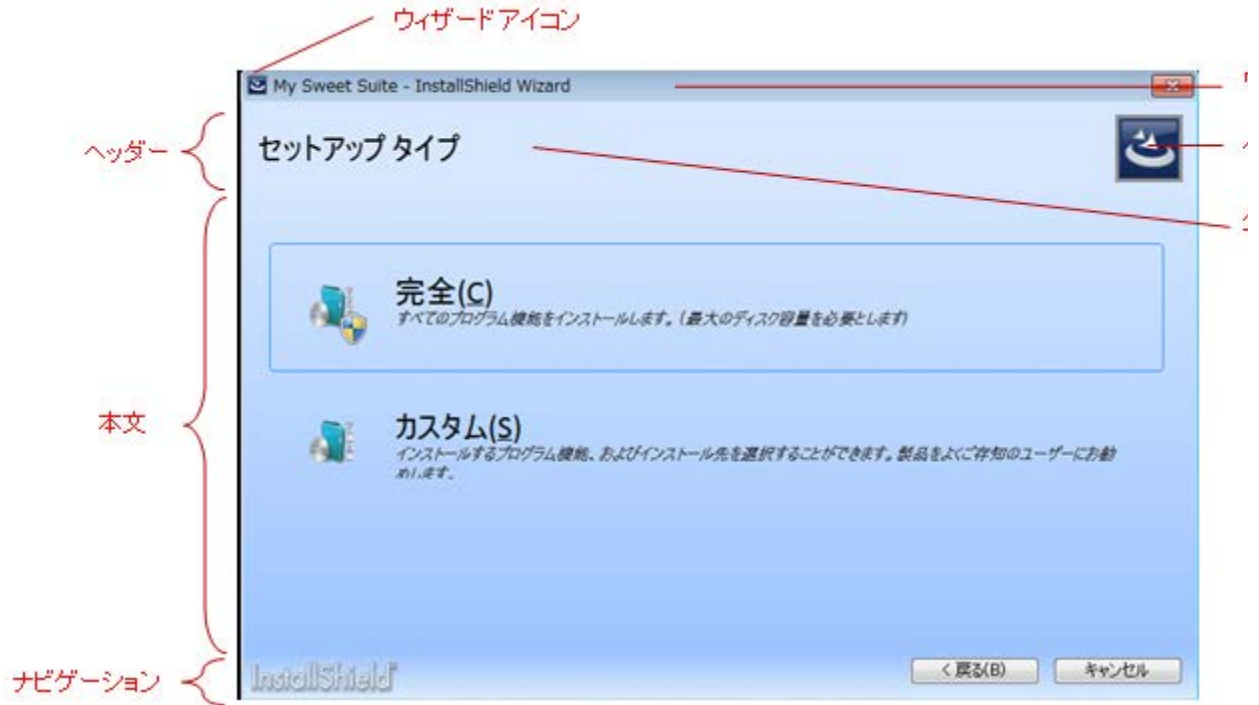 ウィザード アイコン
My Sweet Suite - InstallShield Wizard
ヘッダー
セットアップ タイプ
完全(C)
すべてのプログラム機能をインストールします。(最大のディスク容量を必要とします)
本文
カスタム(S)
インストールするプログラム機能、およびインストール先を選択することができます。製品をよくご存知のユーザーにお勧
めします。
ナビゲーション
InstallShield
< 戻る(B)
キャンセル